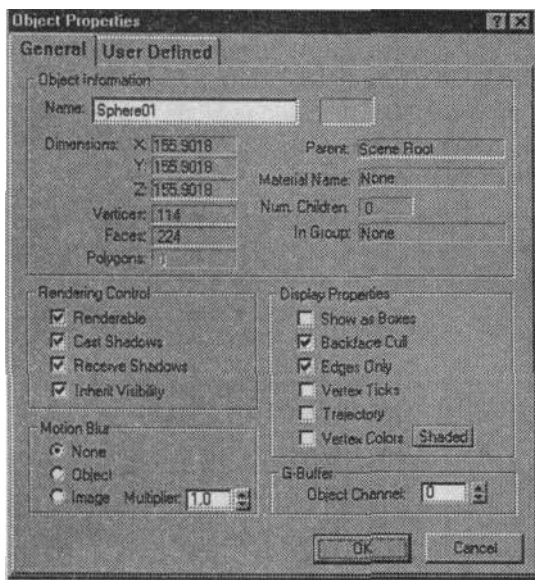 Object Properties
General User Defined
Object Information
Name: Sphere01
Dimensions: X: 155.9018
Y: 155.9018
Z: 155.9018
Vertices: 114
Faces: 224
Polygons:
Parent: Scene Root
Material Name: None
Num. Children: 0
In Group: None
Rendering Control
Renderable
Cast Shadows
Receive Shadows
Inherit Visibility
Motion Blur
None
Object
Image Multiplier: 1,0
Display Properties
Show as Boxes
Backface Cull
Edges Only
Vertex Ticks
Trajectory
Vertex Colors Shaded
G-Buffer
Object Channel: 0
OK Cancel